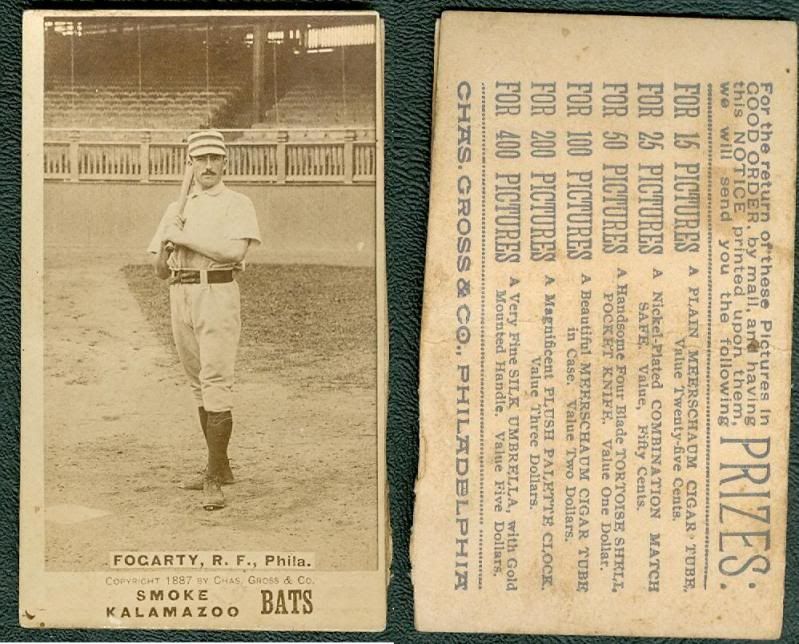 FOGARTY, R. F., Phila.
COPYRIGHT 1887 BY CHAS. GROSS & CO.
SMOKE
KALAMAZOO BATS
For the return of these Pictures in
GOOD ORDER, by mail, and having
this NOTICE printed upon them,
we will send you the following
PRIZES:
FOR 15 PICTURES A PLAIN MEERSCHAUM CIGAR TUBE,
Value Twenty-five Cents.
FOR 25 PICTURES A Nickel-Plated COMBINATION MATCH
SAFE. Value, Fifty Cents.
FOR 50 PICTURES A Handsome Four Blade TORTOISE SHELL
POCKET KNIFE. Value One Dollar.
FOR 100 PICTURES A Beautiful MEERSCHAUM CIGAR TUBE
in Case. Value Two Dollars.
FOR 200 PICTURES A Magnificent PLUSH PALETTE CLOCK.
Value Three Dollars.
FOR 400 PICTURES A Very Fine SILK UMBRELLA, with Gold
Mounted Handle. Value Five Dollars.
CHAS. GROSS & CO., PHILADELPHIA